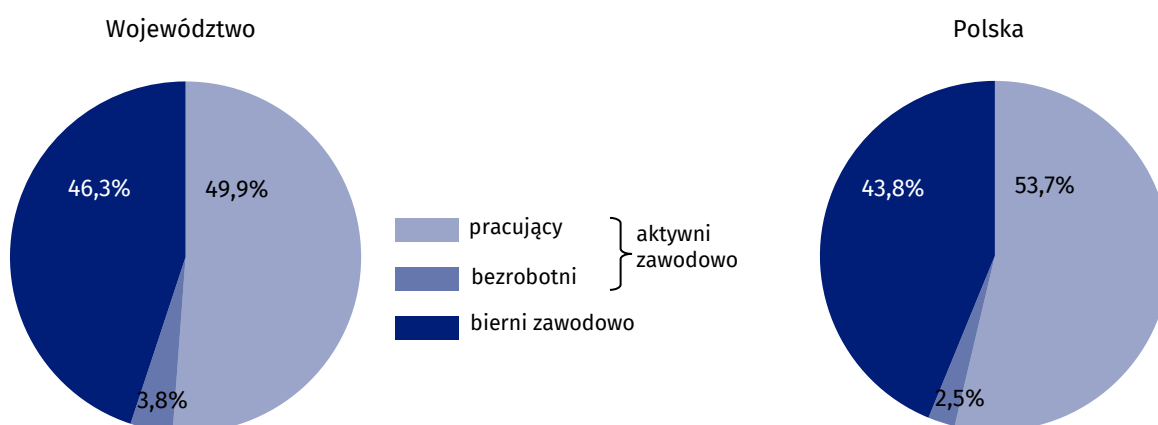 Województwo
Polska
46,3%
49,9%
3,8%
pracujący
bezrobotni
bierni zawodowo
aktywni
zawodowo
43,8%
53,7%
2,5%